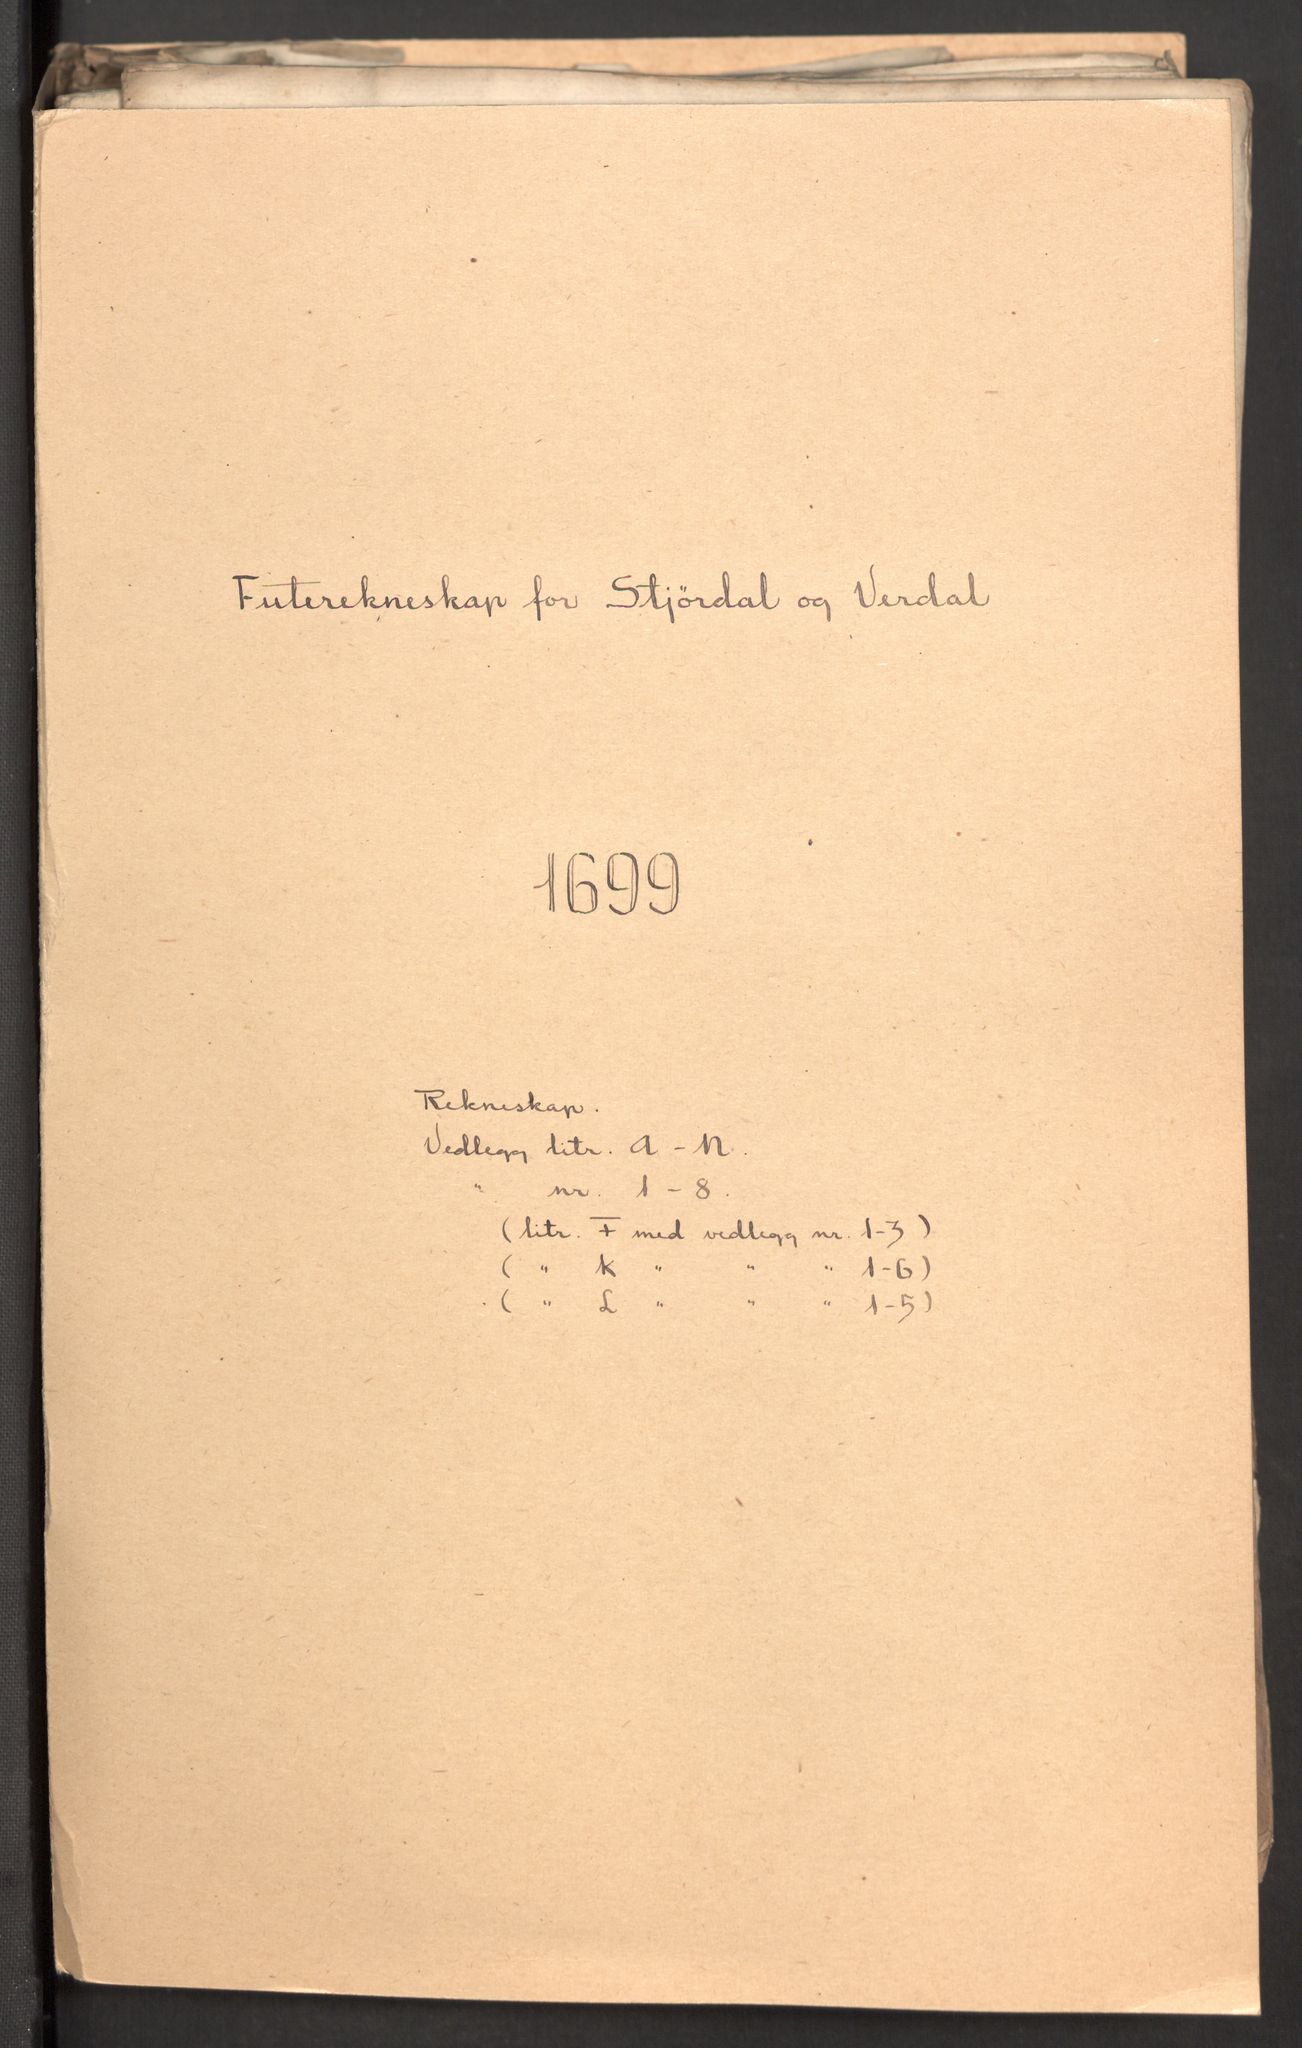 Futerekneskap for Stjördal og Verdal
1699
Rekneskap.
Vedlegg litr. A - N.
" nr. 1 - 8.
(litr. F med vedlegg nr. 1-3)
( " K " " " 1-6)
( " L " " " 1-5)